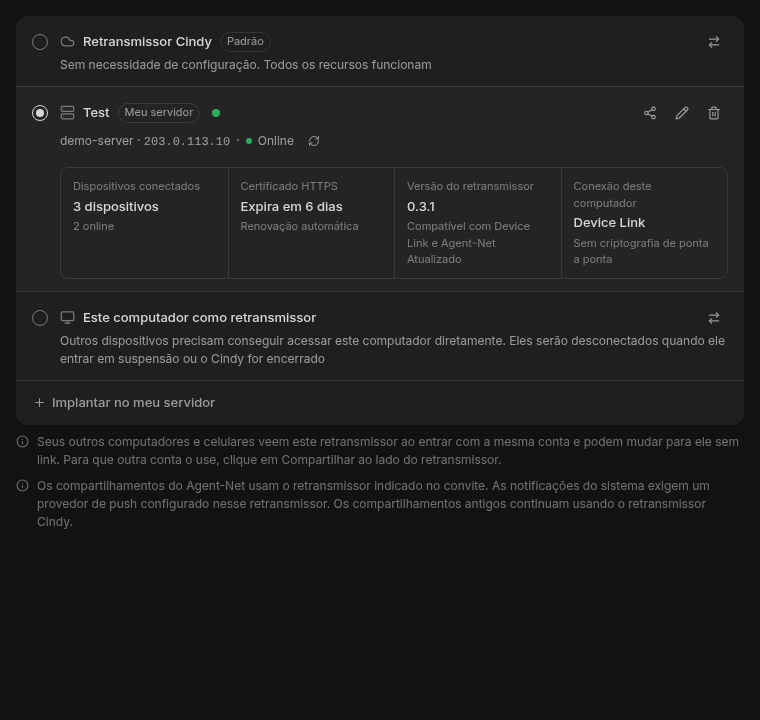 Retransmissor Cindy Padrão
Sem necessidade de configuração. Todos os recursos funcionam
Test Meu servidor
demo-server · 203.0.113.10 · Online
Dispositivos conectados
3 dispositivos
2 online
Certificado HTTPS
Expira em 6 dias
Renovação automática
Versão do retransmissor
0.3.1
Compatível com Device
Link e Agent-Net
Atualizado
Conexão deste
computador
Device Link
Sem criptografia de ponta
a ponta
Este computador como retransmissor
Outros dispositivos precisam conseguir acessar este computador diretamente. Eles serão desconectados quando ele
entrar em suspensão ou o Cindy for encerrado
Implantar no meu servidor
Seus outros computadores e celulares veem este retransmissor ao entrar com a mesma conta e podem mudar para ele sem
link. Para que outra conta o use, clique em Compartilhar ao lado do retransmissor.
Os compartilhamentos do Agent-Net usam o retransmissor indicado no convite. As notificações do sistema exigem um
provedor de push configurado nesse retransmissor. Os compartilhamentos antigos continuam usando o retransmissor
Cindy.